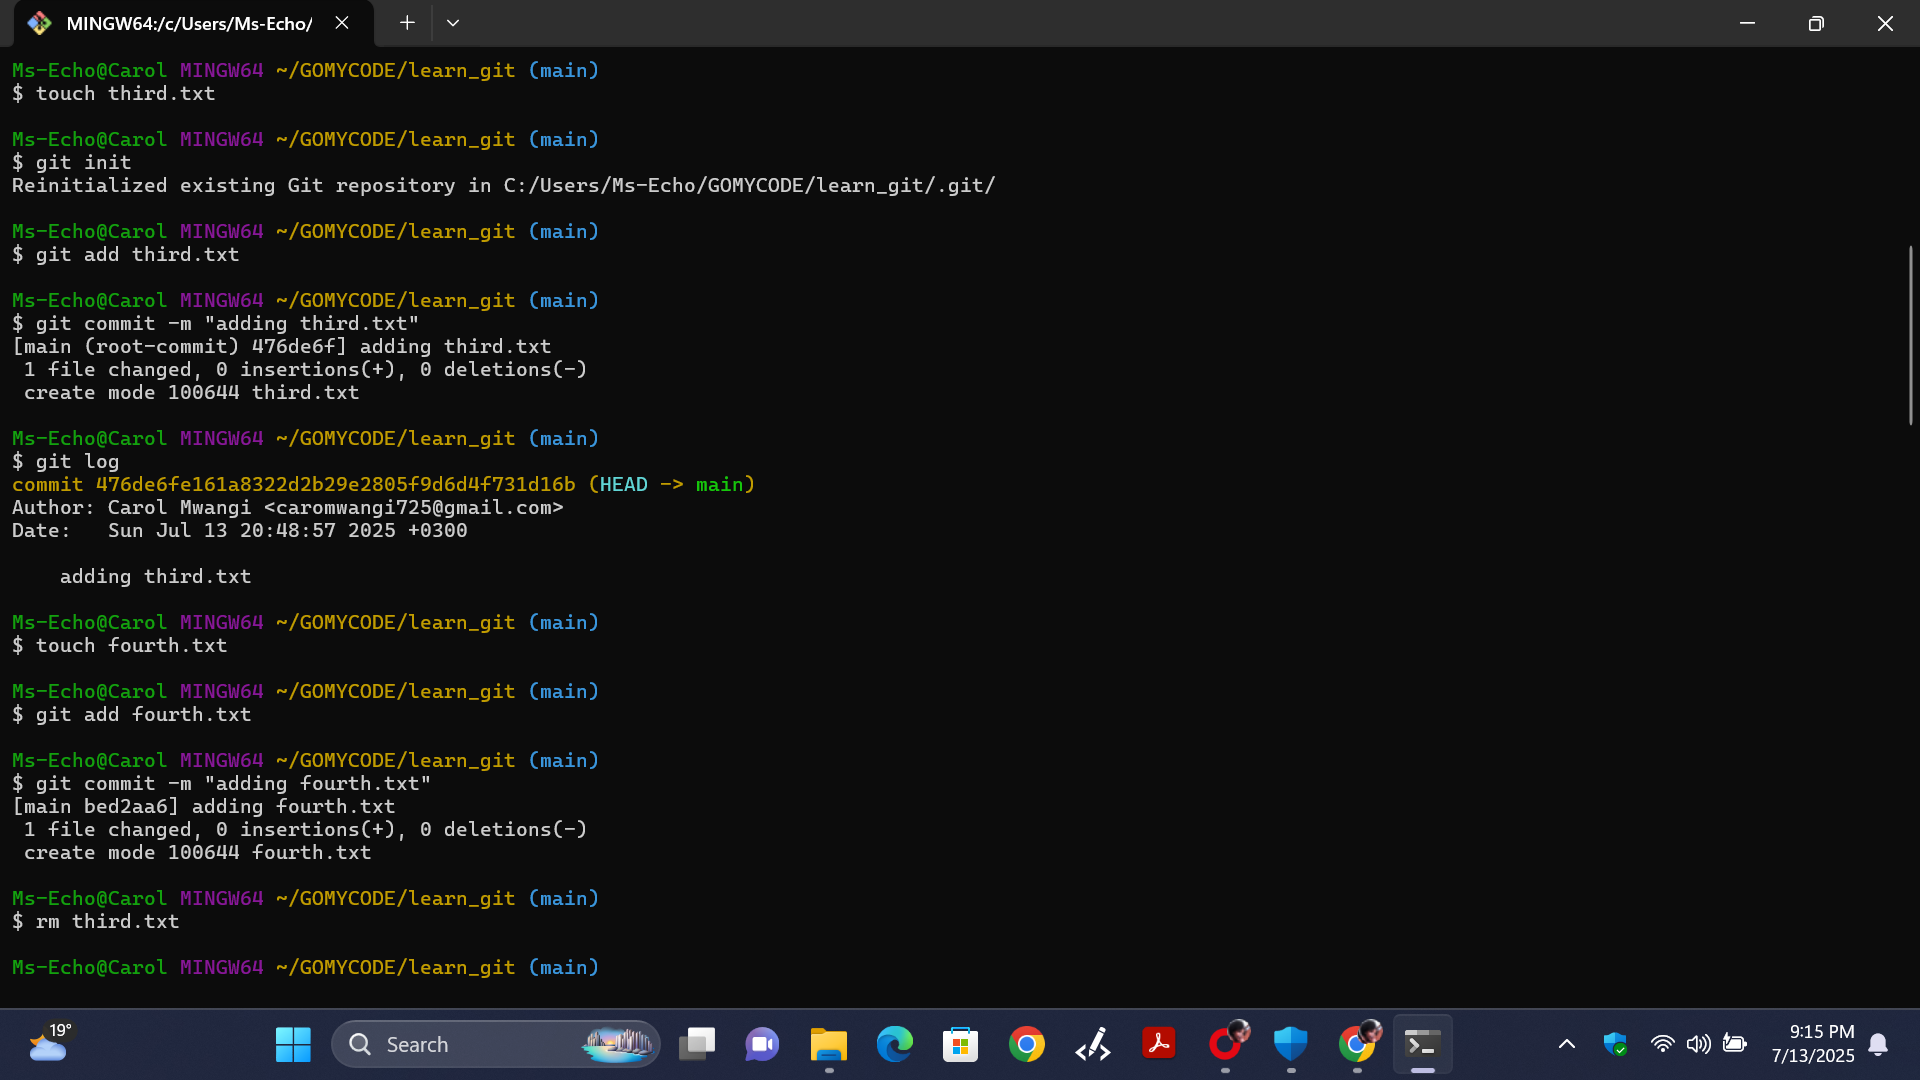 MINGW64:/c/Users/Ms-Echo/
Ms-Echo@Carol MINGW64 ~/GOMYCODE/learn_git (main)
$ touch third.txt
Ms-Echo@Carol MINGW64 ~/GOMYCODE/learn_git (main)
$ git init
Reinitialized existing Git repository in C:/Users/Ms-Echo/GOMYCODE/learn_git/.git/
Ms-Echo@Carol MINGW64 ~/GOMYCODE/learn_git (main)
$ git add third.txt
Ms-Echo@Carol MINGW64 ~/GOMYCODE/learn_git (main)
$ git commit -m "adding third.txt"
[main (root-commit) 476de6f] adding third.txt
 1 file changed, 0 insertions(+), 0 deletions(-)
 create mode 100644 third.txt
Ms-Echo@Carol MINGW64 ~/GOMYCODE/learn_git (main)
$ git log
commit 476de6fe161a8322d2b29e2805f9d6d4f731d16b (HEAD -> main)
Author: Carol Mwangi <caromwangi725@gmail.com>
Date:   Sun Jul 13 20:48:57 2025 +0300
    adding third.txt
Ms-Echo@Carol MINGW64 ~/GOMYCODE/learn_git (main)
$ touch fourth.txt
Ms-Echo@Carol MINGW64 ~/GOMYCODE/learn_git (main)
$ git add fourth.txt
Ms-Echo@Carol MINGW64 ~/GOMYCODE/learn_git (main)
$ git commit -m "adding fourth.txt"
[main bed2aa6] adding fourth.txt
 1 file changed, 0 insertions(+), 0 deletions(-)
 create mode 100644 fourth.txt
Ms-Echo@Carol MINGW64 ~/GOMYCODE/learn_git (main)
$ rm third.txt
Ms-Echo@Carol MINGW64 ~/GOMYCODE/learn_git (main)
19°
Search
9:15 PM
7/13/2025